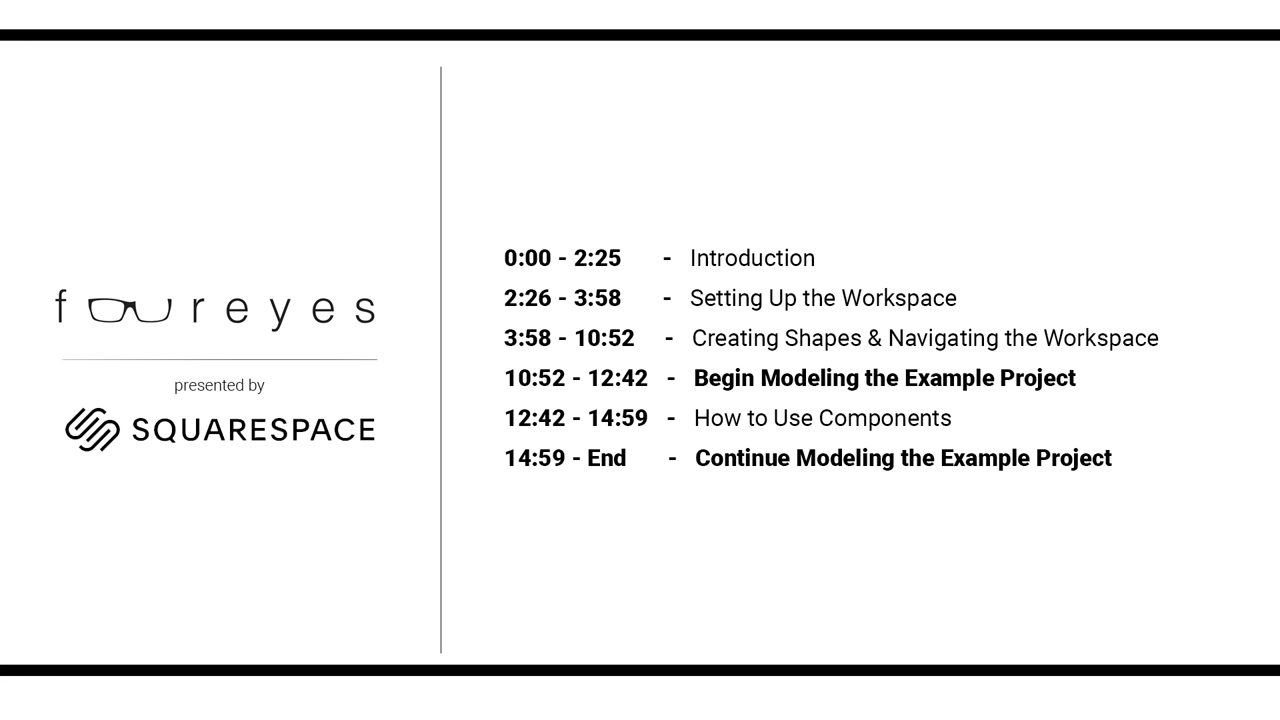 foureyes
presented by
SQUARESPACE
0:00 - 2:25 - Introduction
2:26 - 3:58 - Setting Up the Workspace
3:58 - 10:52 - Creating Shapes & Navigating the Workspace
10:52 - 12:42 - Begin Modeling the Example Project
12:42 - 14:59 - How to Use Components
14:59 - End - Continue Modeling the Example Project